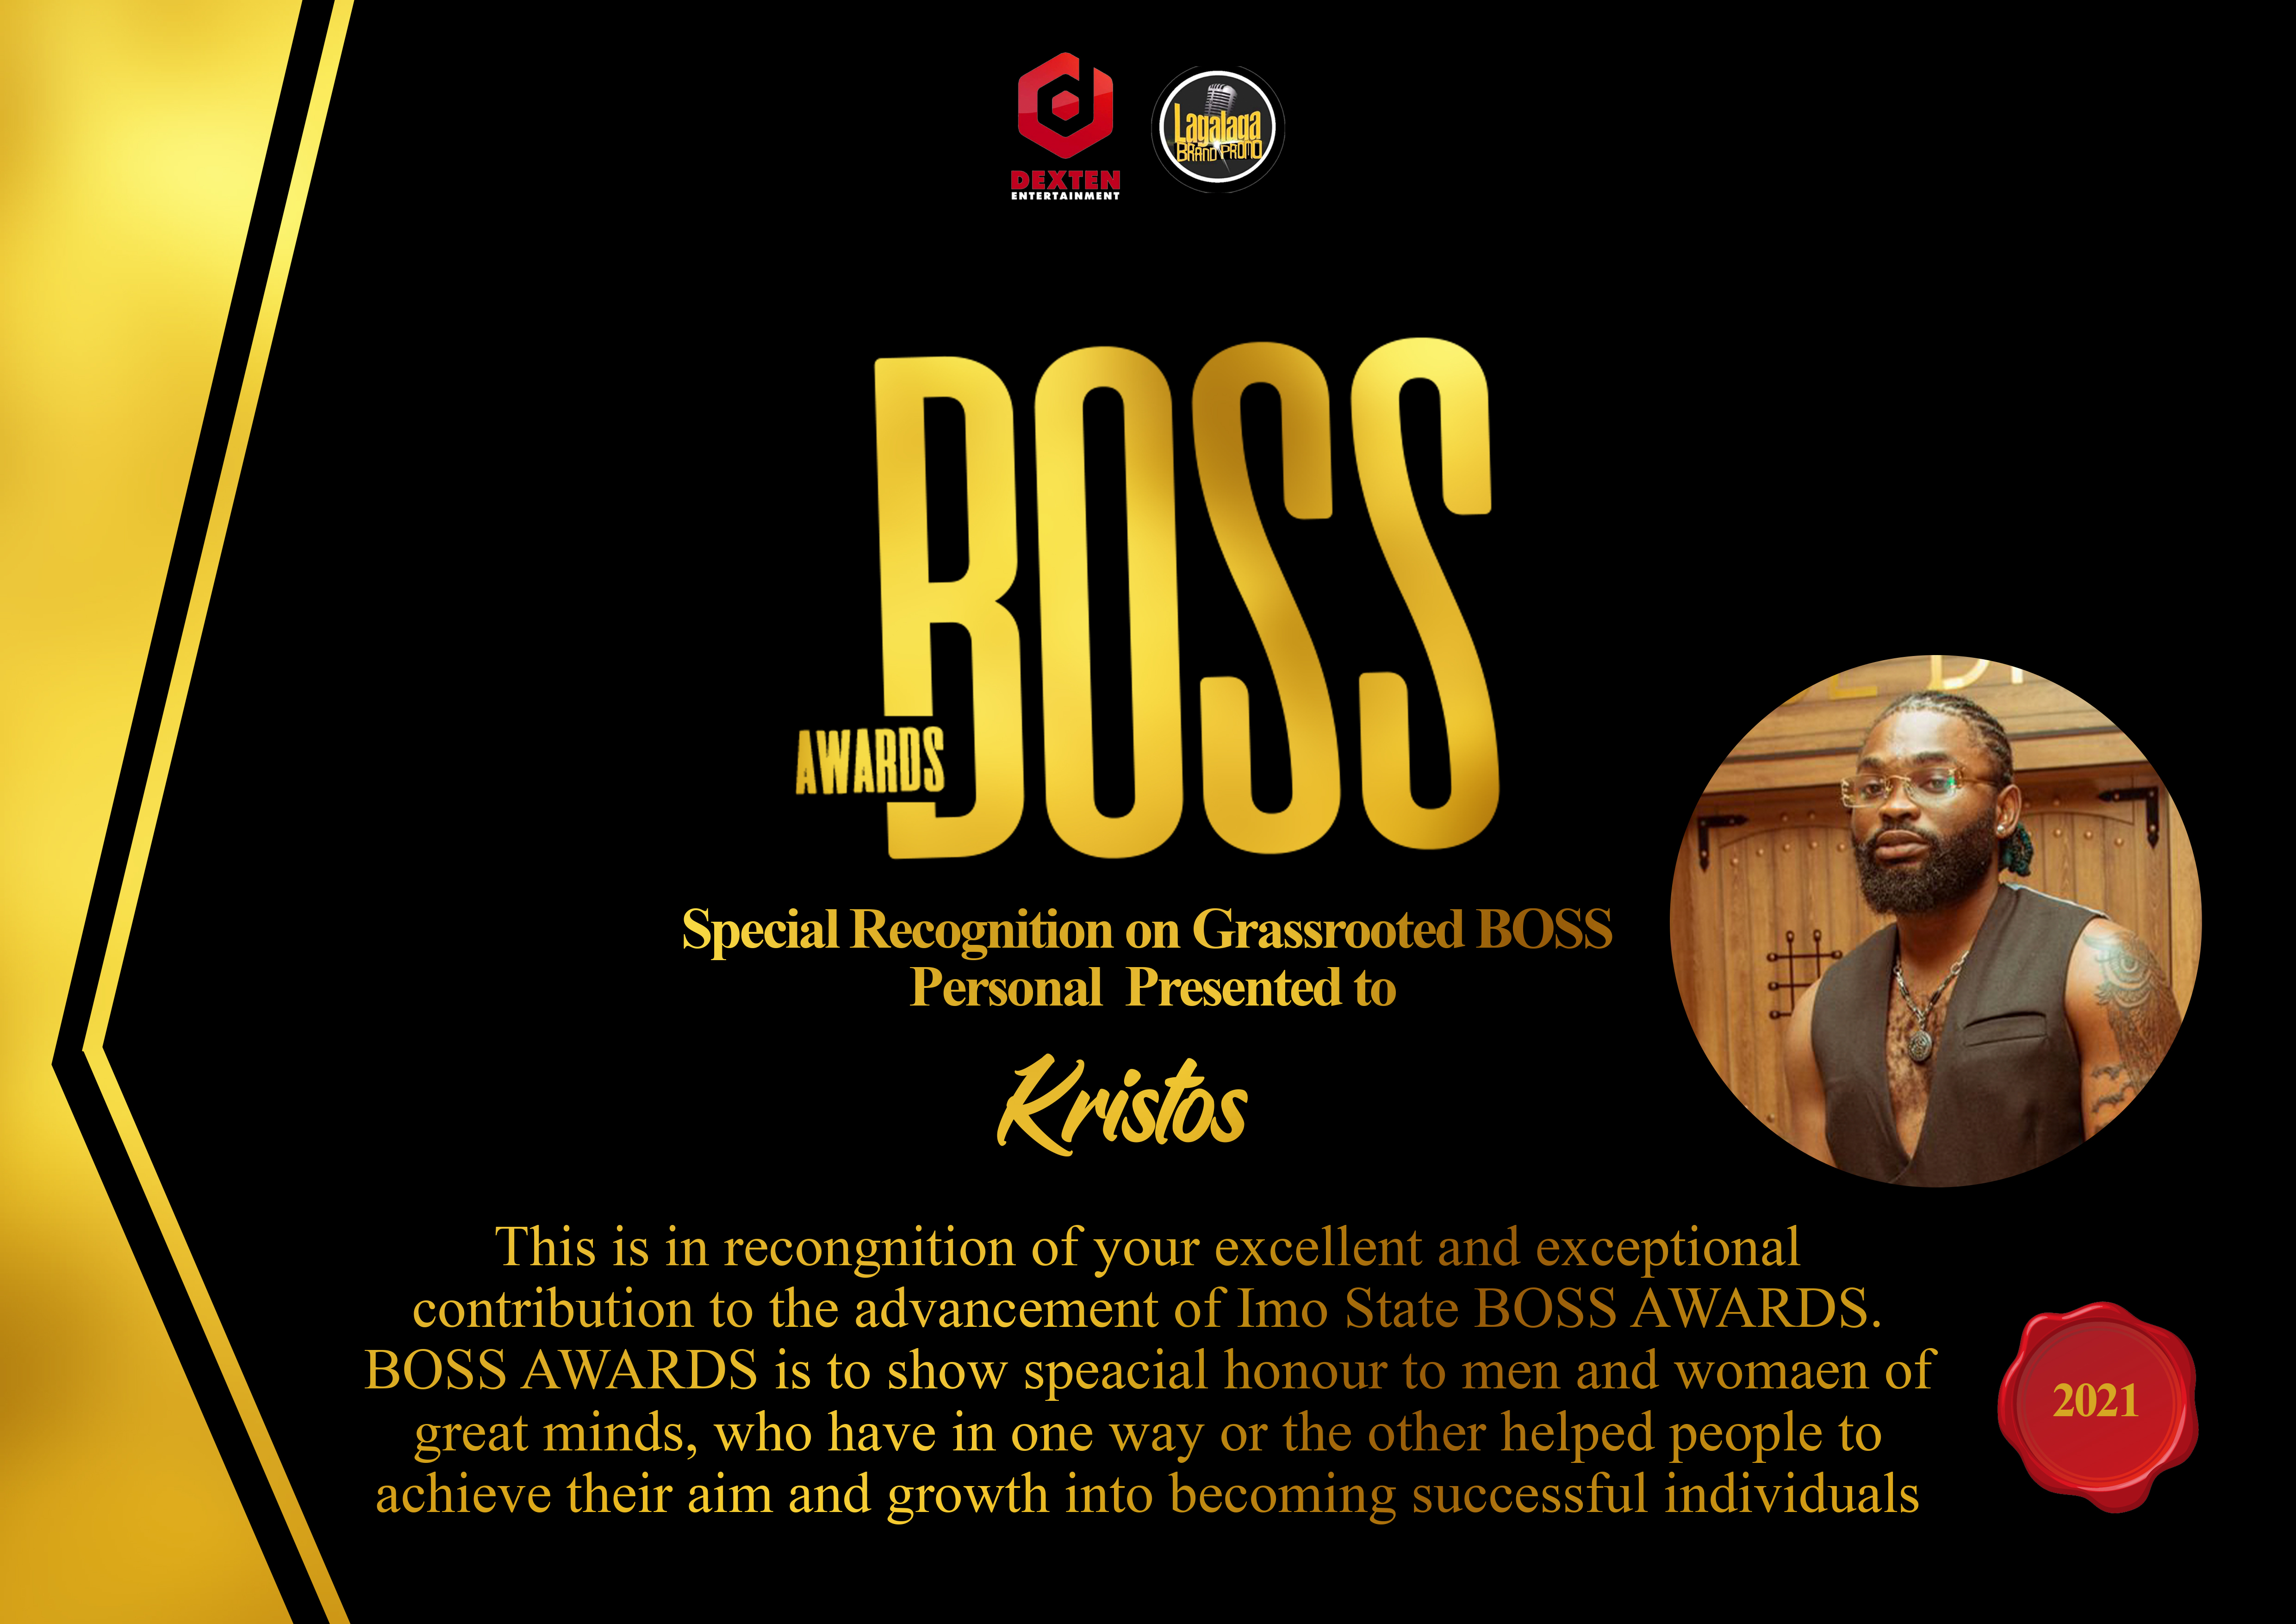 DEXTEN
ENTERTAINMENT
Lagalaga
BRAND PROMO
BOSS
AWARDS
Special Recognition on Grassrooted BOSS
Personal Presented to
Kristos
This is in recongnition of your excellent and exceptional
contribution to the advancement of Imo State BOSS AWARDS.
BOSS AWARDS is to show speacial honour to men and womaen of
great minds, who have in one way or the other helped people to
achieve their aim and growth into becoming successful individuals
2021